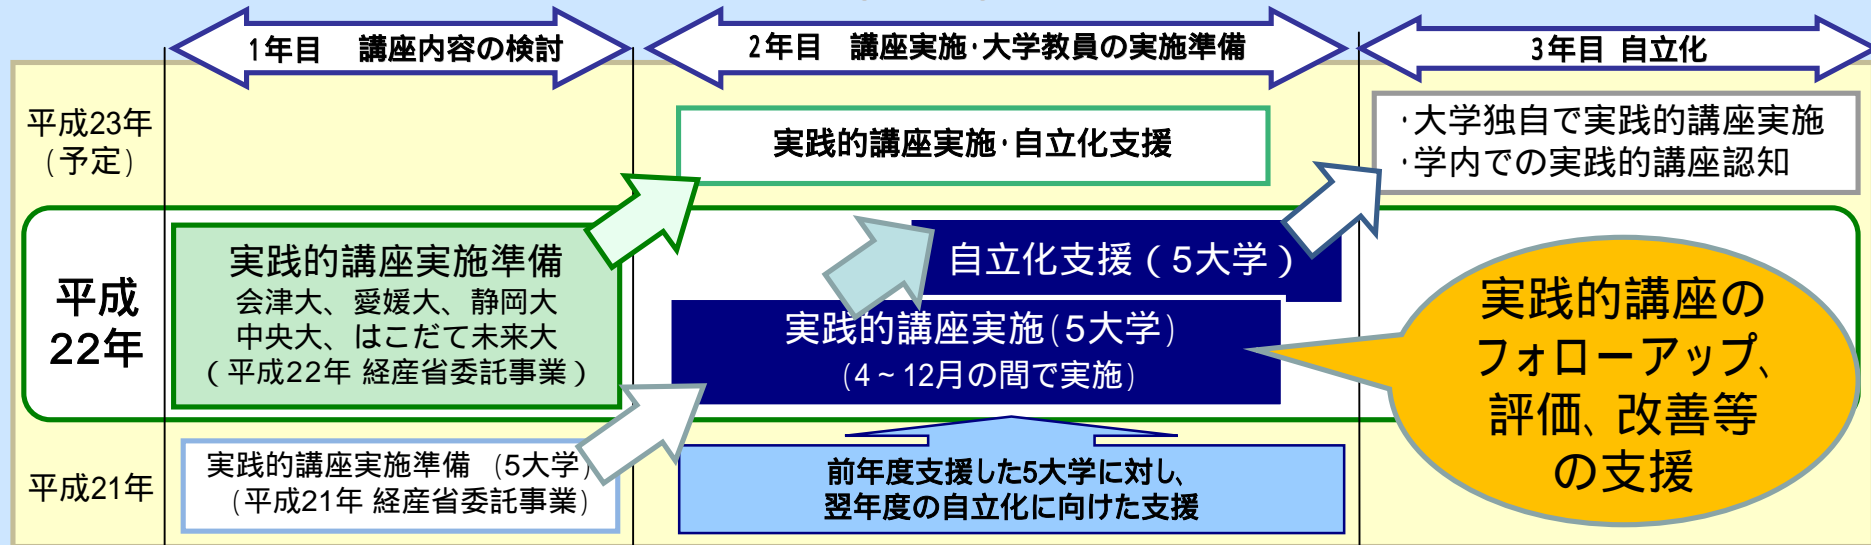 1年目　講座内容の検討
2年目　講座実施・大学教員の実施準備
3年目 自立化
平成23年
（予定）
実践的講座実施・自立化支援
・大学独自で実践的講座実施
・学内での実践的講座認知
平成
22年
実践的講座実施準備
会津大、愛媛大、静岡大
中央大、はこだて未来大
（平成22年 経産省委託事業）
自立化支援（5大学）
実践的講座実施（5大学）
（4～12月の間で実施）
実践的講座の
フォローアップ、
評価、改善等
の支援
平成21年
実践的講座実施準備 （5大学）
（平成21年 経産省委託事業）
前年度支援した5大学に対し、
翌年度の自立化に向けた支援